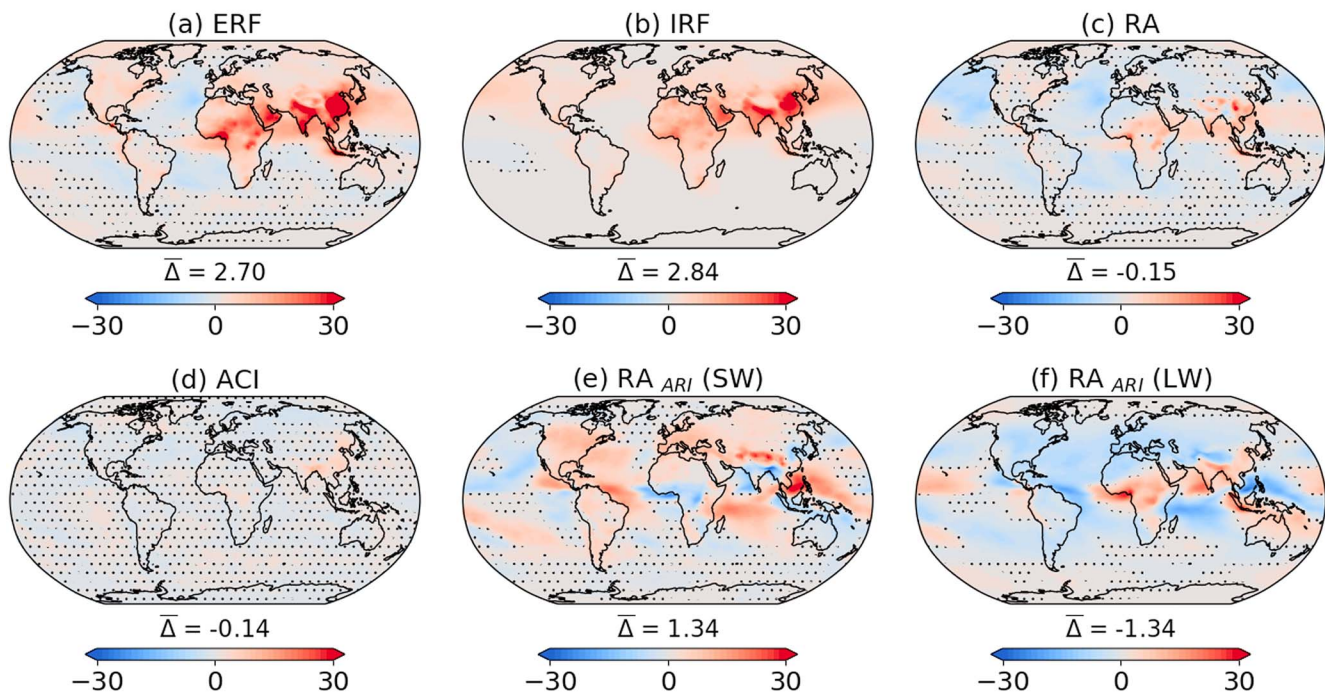 (a) ERF
(b) IRF
(c) RA
Δ̅ = 2.70
Δ̅ = 2.84
Δ̅ = -0.15
−30 0 30
−30 0 30
−30 0 30
(d) ACI
(e) RA ARI (SW)
(f) RA ARI (LW)
Δ̅ = -0.14
Δ̅ = 1.34
Δ̅ = -1.34
−30 0 30
−30 0 30
−30 0 30